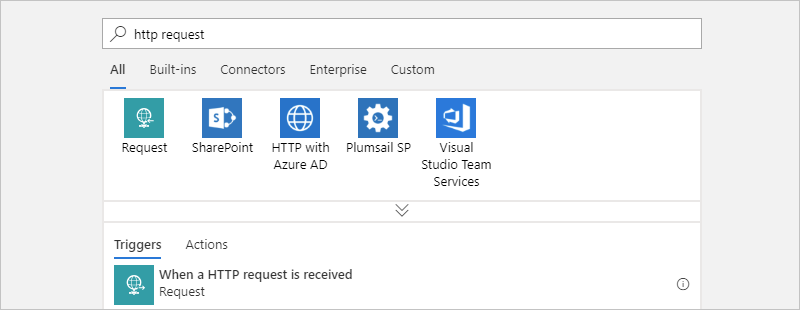 http request
All Built-ins Connectors Enterprise Custom
Request SharePoint HTTP with Plumsail SP Visual
Azure AD Studio Team
Services
Triggers Actions
When a HTTP request is received
Request